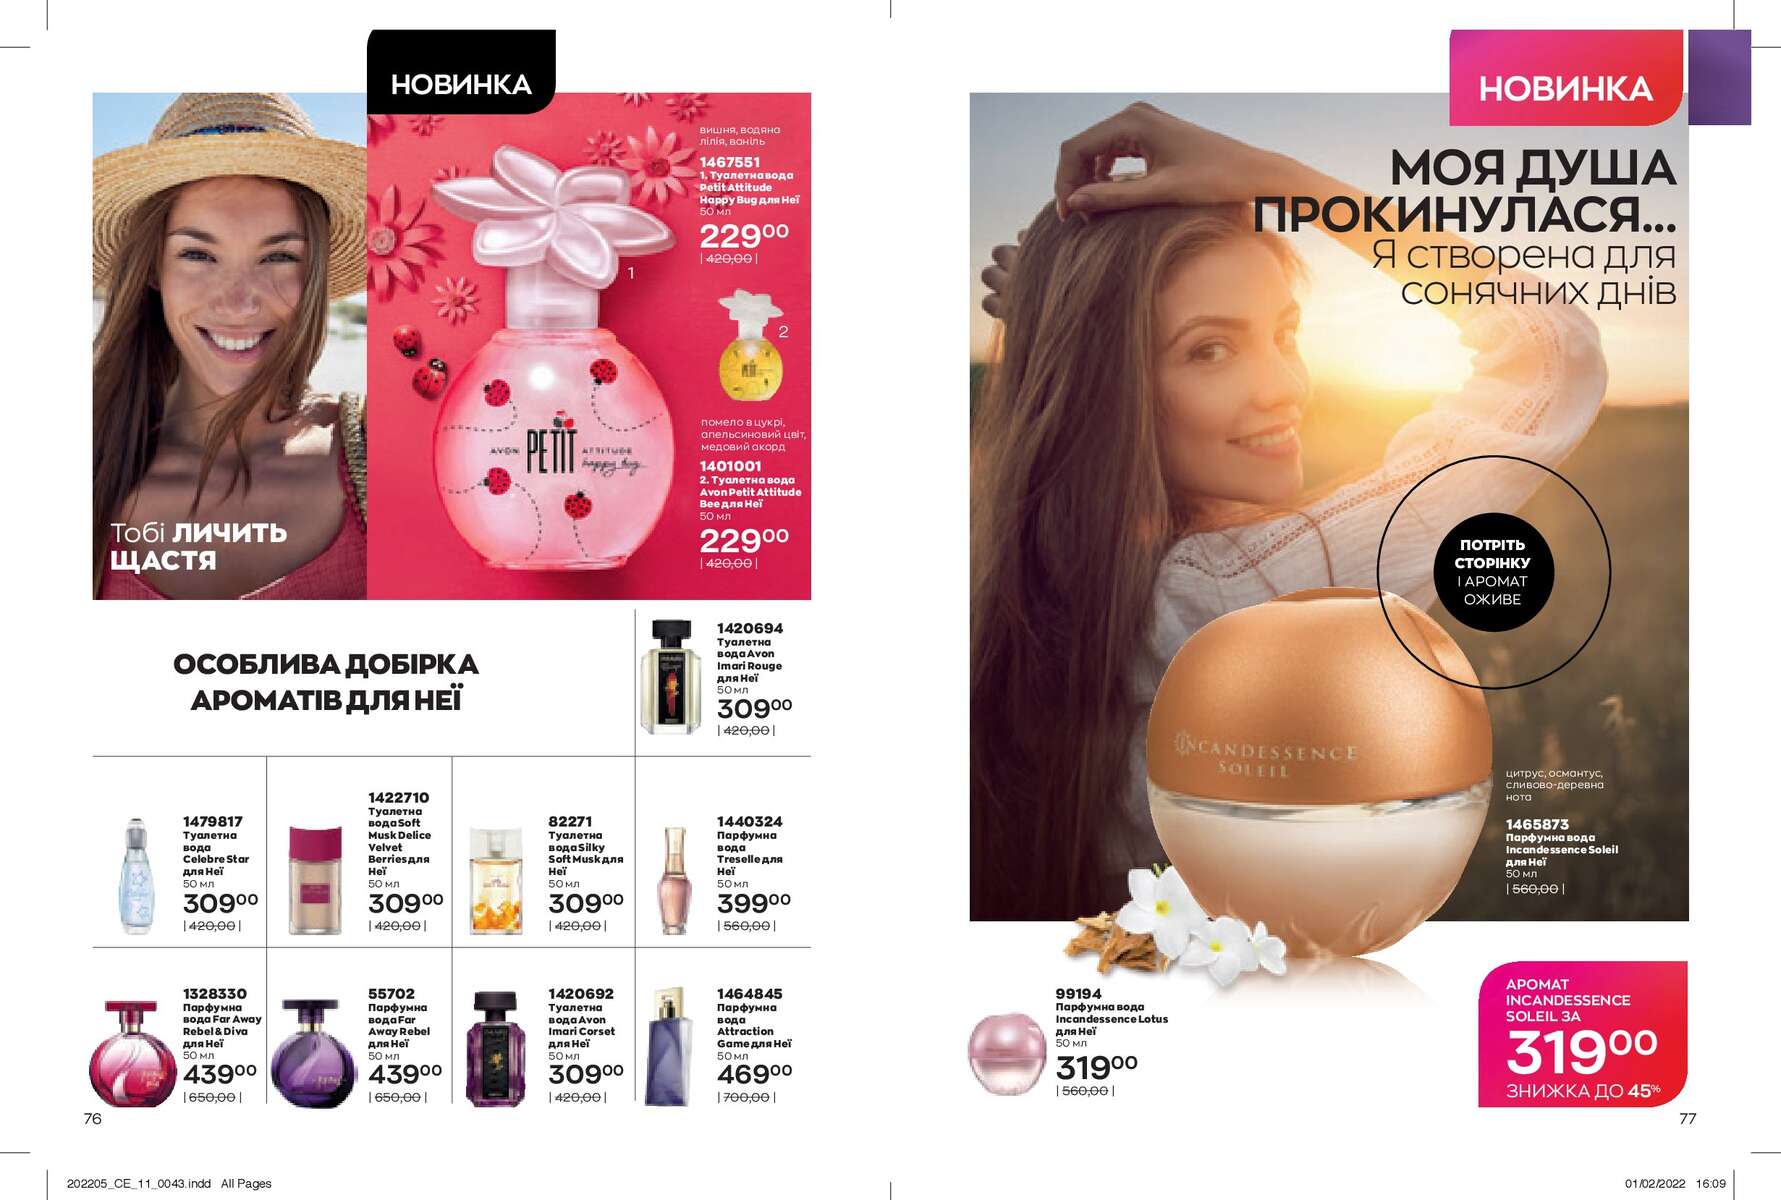 НОВИНКА
вишня, водяна
лілія, ваніль
1467551
1. Туалетна вода
Petit Attitude
Happy Bug для Неї
50 мл
229⁰⁰
| 420,00 |
1
2
AVON PETIT ATTITUDE
happy bug
помело в цукрі,
апельсиновий цвіт,
медовий акорд
1401001
2. Туалетна вода
Avon Petit Attitude
Bee для Неї
50 мл
229⁰⁰
| 420,00 |
Тобі ЛИЧИТЬ
ЩАСТЯ
ОСОБЛИВА ДОБІРКА
АРОМАТІВ ДЛЯ НЕЇ
1420694
Туалетна
вода Avon
Imari Rouge
для Неї
50 мл
309⁰⁰
| 420,00 |
1479817
Туалетна
вода
Celebre Star
для Неї
50 мл
309⁰⁰
| 420,00 |
1422710
Туалетна
вода Soft
Musk Delice
Velvet
Berries для
Неї
50 мл
309⁰⁰
| 420,00 |
82271
Туалетна
вода Silky
Soft Musk для
Неї
50 мл
309⁰⁰
| 420,00 |
1440324
Парфумна
вода
Treselle для
Неї
50 мл
399⁰⁰
| 560,00 |
1328330
Парфумна
вода Far Away
Rebel & Diva
для Неї
50 мл
439⁰⁰
| 650,00 |
55702
Парфумна
вода Far
Away Rebel
для Неї
50 мл
439⁰⁰
| 650,00 |
1420692
Туалетна
вода Avon
Imari Corset
для Неї
50 мл
309⁰⁰
| 420,00 |
1464845
Парфумна
вода
Attraction
Game для Неї
50 мл
469⁰⁰
| 700,00 |
76
НОВИНКА
МОЯ ДУША
ПРОКИНУЛАСЯ...
Я створена для
сонячних днів
ПОТРІТЬ
СТОРІНКУ
І АРОМАТ
ОЖИВЕ
INCANDESSENCE
SOLEIL
цитрус, османтус,
сливово-деревна
нота
1465873
Парфумна вода
Incandessence Soleil
для Неї
50 мл
| 560,00 |
99194
Парфумна вода
Incandessence Lotus
для Неї
50 мл
319⁰⁰
| 560,00 |
АРОМАТ
INCANDESSENCE
SOLEIL ЗА
319⁰⁰
ЗНИЖКА ДО 45%
77
202205_CE_11_0043.indd All Pages
01/02/2022 16:09